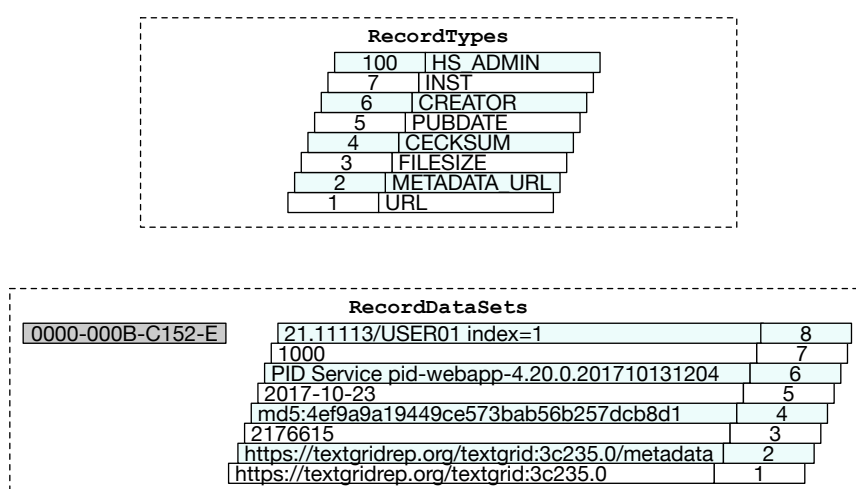 RecordTypes
100 HS_ADMIN
7 INST
6 CREATOR
5 PUBDATE
4 CECKSUM
3 FILESIZE
2 METADATA_URL
1 URL
RecordDataSets
0000-000B-C152-E 21.11113/USER01 index=1 8
1000 7
PID Service pid-webapp-4.20.0.201710131204 6
2017-10-23 5
md5:4ef9a9a19449ce573bab56b257dcb8d1 4
2176615 3
https://textgridrep.org/textgrid:3c235.0/metadata 2
https://textgridrep.org/textgrid:3c235.0 1